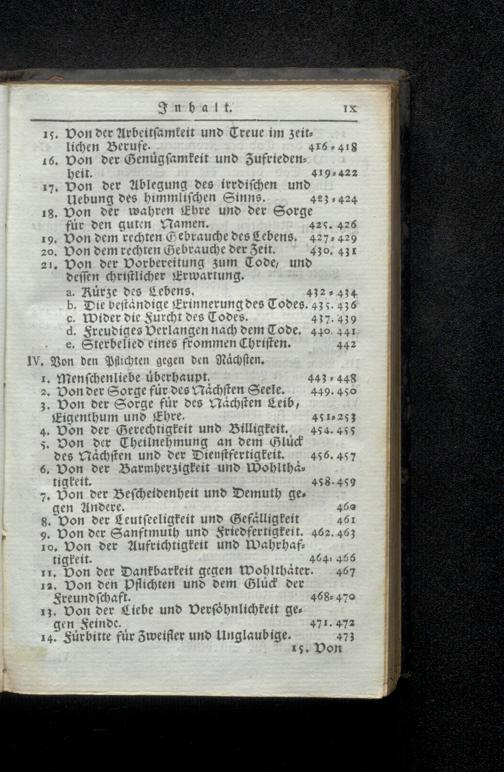 Inhalt. IX
15. Von der Arbeitsamkeit und Treue im zeit=
lichen Berufe. 416=418
16. Von der Genügsamkeit und Zufrieden=
heit. 419=422
17. Von der Ablegung des irrdischen und
Uebung des himmlischen Sinns. 423=424
18. Von der wahren Ehre und der Sorge
für den guten Namen. 425. 426
19. Von dem rechten Gebrauche des Lebens. 427=429
20. Von dem rechten Gebrauche der Zeit. 430. 431
21. Von der Vorbereitung zum Tode, und
dessen christlicher Erwartung.
a. Kürze des Lebens. 432=434
b. Die beständige Erinnerung des Todes. 435. 436
c. Wider die Furcht des Todes. 437. 439
d. Freudiges Verlangen nach dem Tode. 440. 441
e. Sterbelied eines frommen Christen. 442
IV. Von den Pflichten gegen den Nächsten.
1. Menschenliebe überhaupt. 443=448
2. Von der Sorge für des Nächsten Seele. 449. 450
3. Von der Sorge für des Nächsten Leib,
Eigenthum und Ehre. 451=253
4. Von der Gerechtigkeit und Billigkeit. 454. 455
5. Von der Theilnehmung an dem Glück
des Nächsten und der Dienstfertigkeit. 456. 457
6. Von der Barmherzigkeit und Wohlthä=
tigkeit. 458. 459
7. Von der Bescheidenheit und Demuth ge=
gen Andere. 460
8. Von der Leutseeligkeit und Gefälligkeit 461
9. Von der Sanftmuth und Friedfertigkeit. 462. 463
10. Von der Aufrichtigkeit und Wahrhaf=
tigkeit. 464. 466
11. Von der Dankbarkeit gegen Wohlthäter. 467
12. Von den Pflichten und dem Glück der
Freundschaft. 468=470
13. Von der Liebe und Versöhnlichkeit ge=
gen Feinde. 471. 472
14. Fürbitte für Zweifler und Unglaubige. 473
15. Von